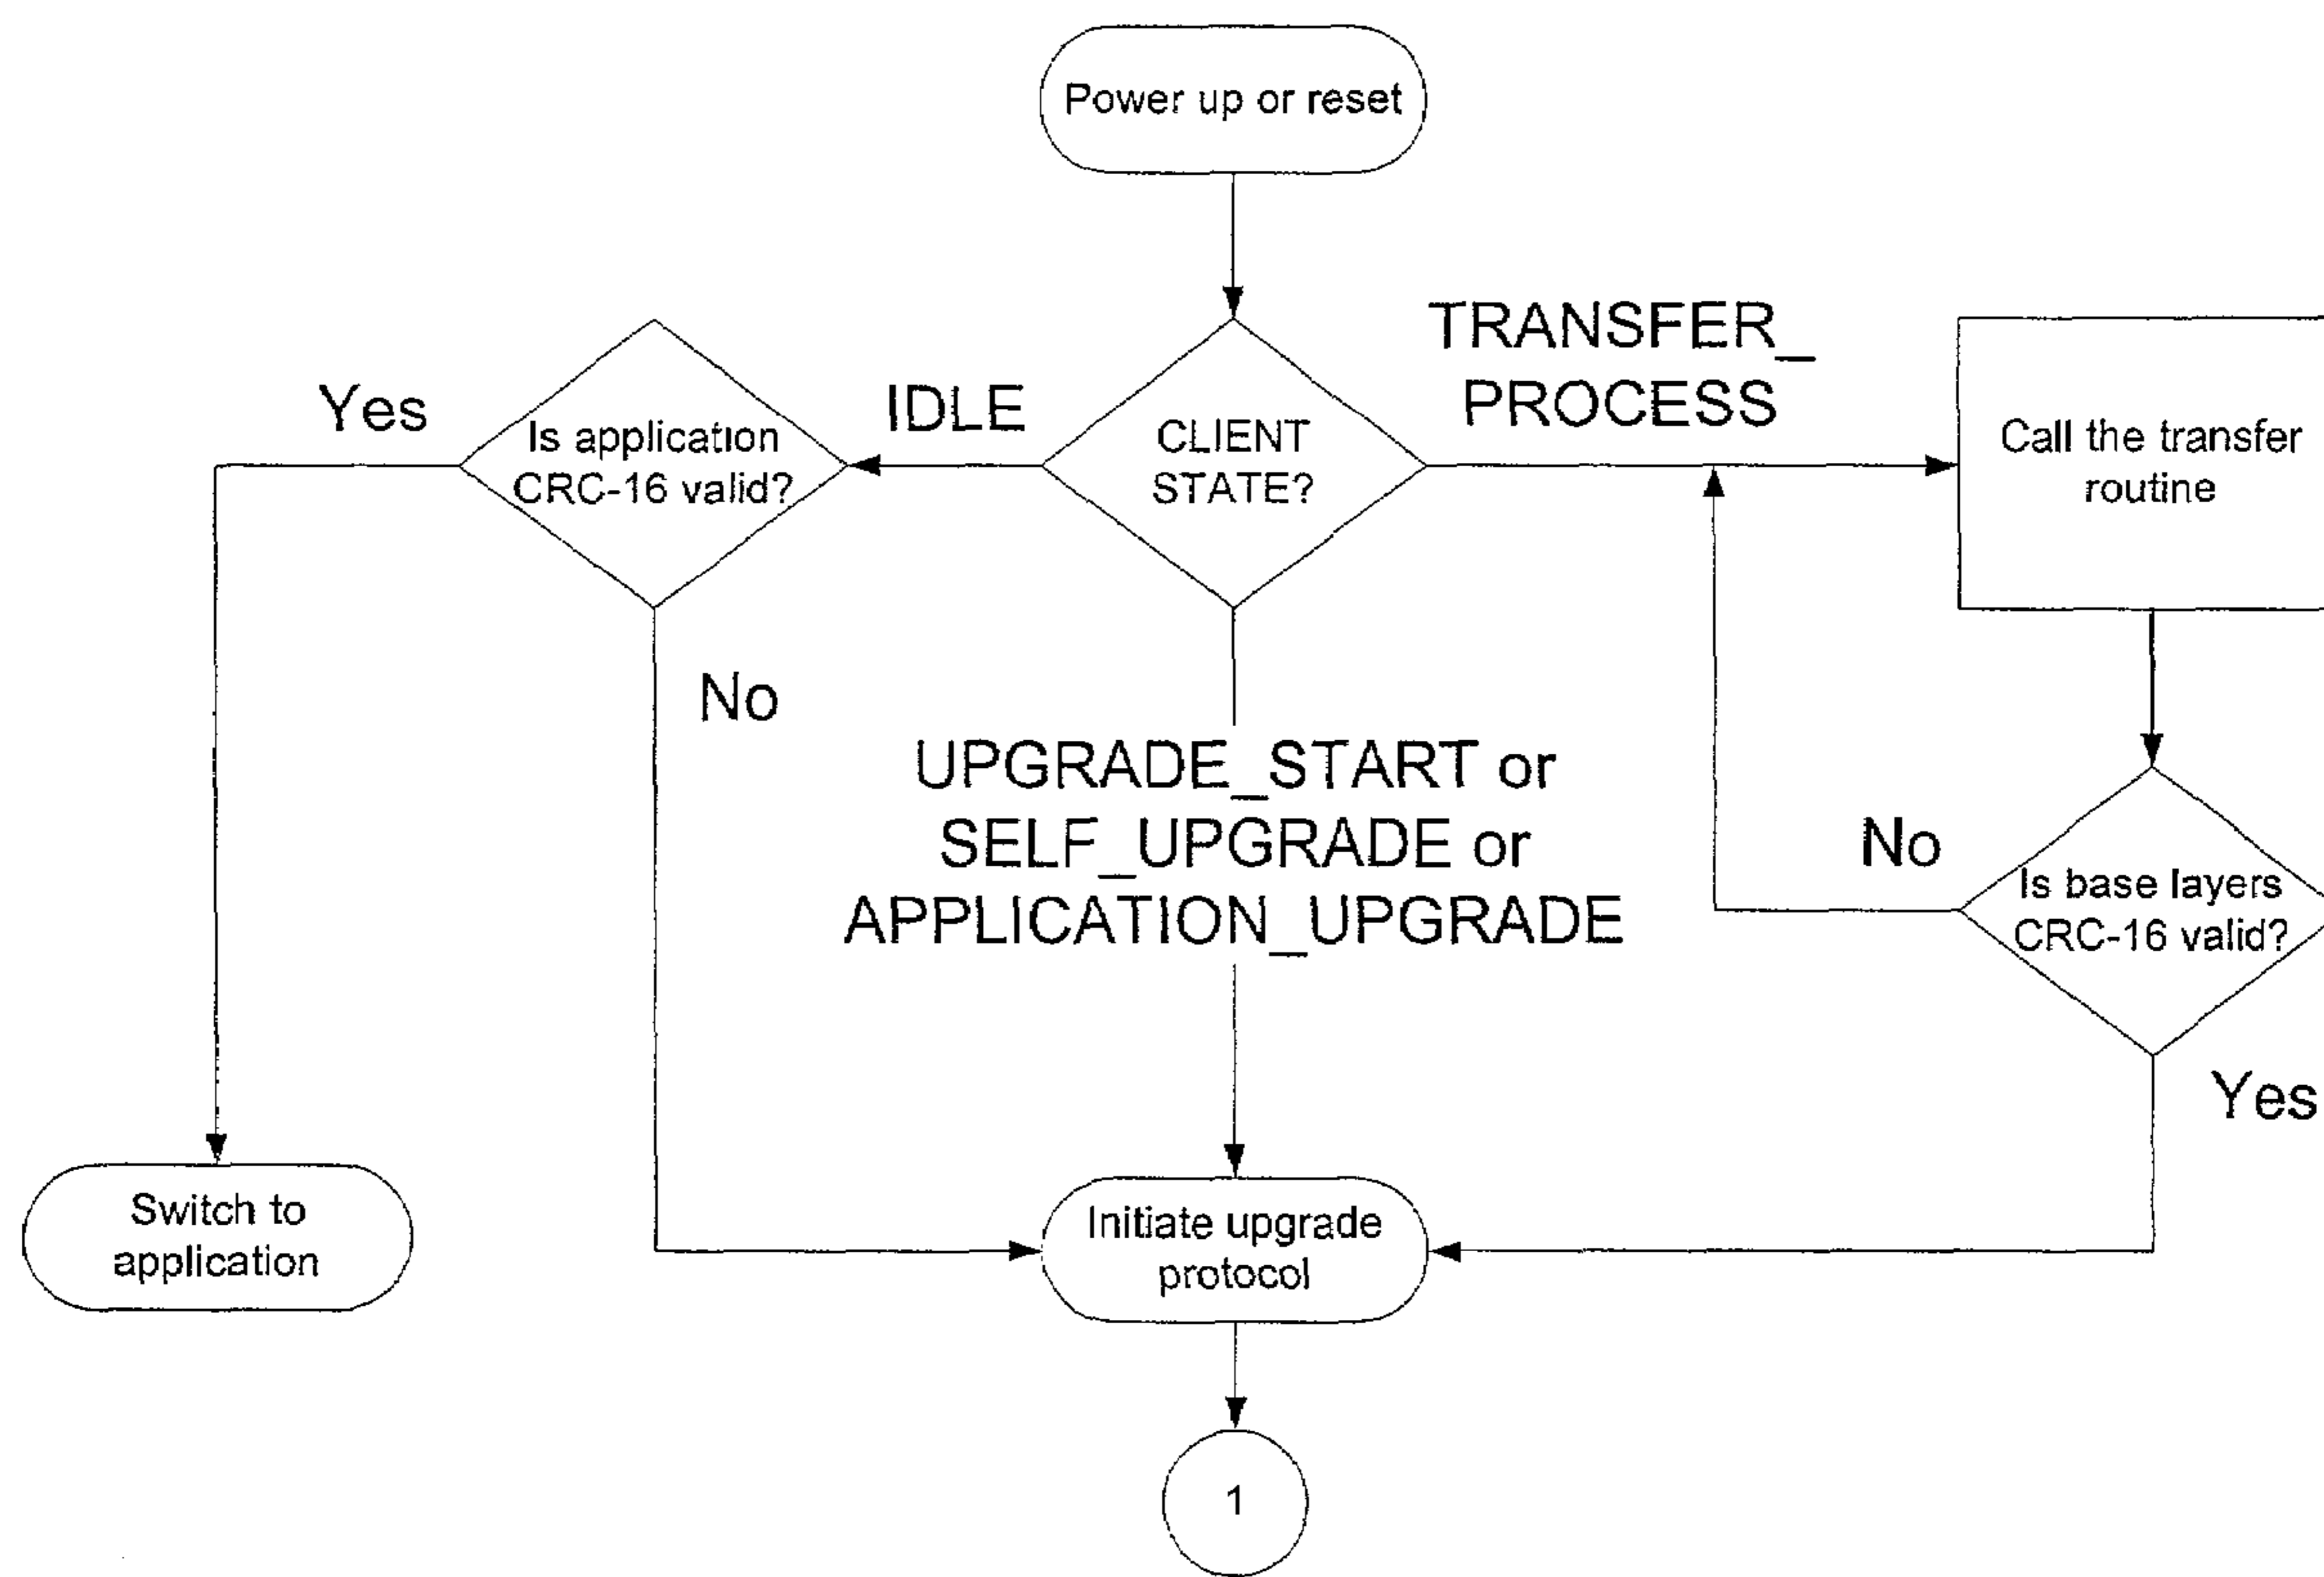 Power up or reset
TRANSFER_
PROCESS
Yes
IDLE
Is application
CRC-16 valid?
CLIENT
STATE?
Call the transfer
routine
No
UPGRADE_START or
SELF_UPGRADE or
APPLICATION_UPGRADE
No
Is base layers
CRC-16 valid?
Yes
Switch to
application
Initiate upgrade
protocol
1